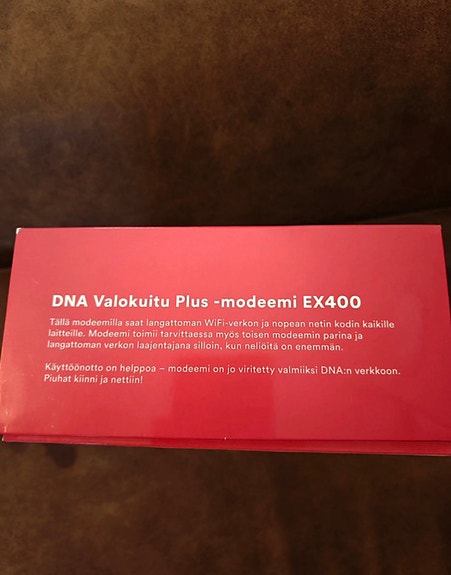 DNA Valokuitu Plus -modeemi EX400
Tällä modeemilla saat langattoman WiFi-verkon ja nopean netin kodin kaikille
laitteille. Modeemi toimii tarvittaessa myös toisen modeemin parina ja
langattoman verkon laajentajana silloin, kun neliöitä on enemmän.
Käyttöönotto on helppoa – modeemi on jo viritetty valmiiksi DNA:n verkkoon.
Piuhat kiinni ja nettiin!